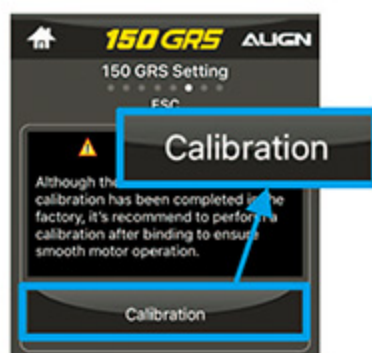 150 GRS ALIGN
150 GRS Setting
ESC
Calibration
Although the
calibration has been completed in the
factory, it's recommend to perform a
calibration after binding to ensure
smooth motor operation.
Calibration